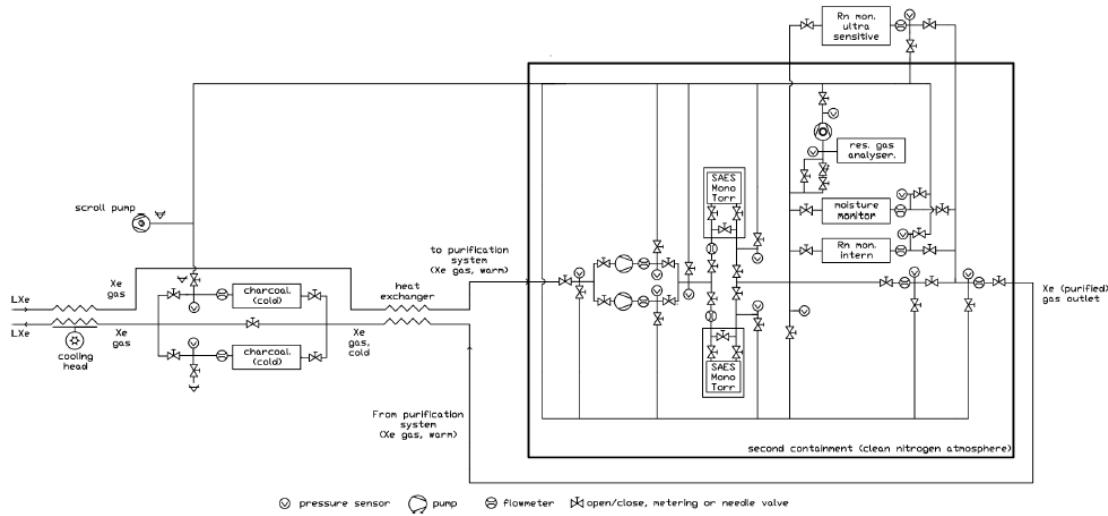 Rn mon.
ultra
sensitive
res. gas
analyser.
SAES
Mono
Torr
scroll pump
moisture
monitor
to purification
system
(Xe gas, warm)
Rn mon.
intern
Xe
gas
charcoal.
(cold)
heat
exchanger
Xe (purified)
gas outlet
LXe
LXe
Xe
gas
Xe
gas,
cold
cooling
head
charcoal.
(cold)
SAES
Mono
Torr
From purification
system
(Xe gas, warm)
second containment (clean nitrogen atmosphere)
pressure sensor
pump
flowmeter
open/close, metering or needle valve